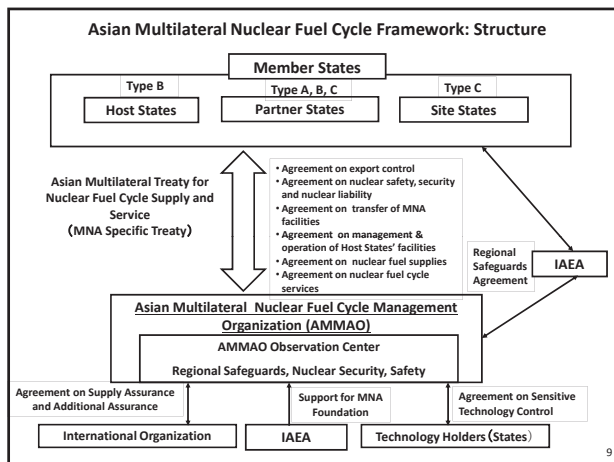 Asian Multilateral Nuclear Fuel Cycle Framework: Structure
Member States
Type B
Type A, B, C
Type C
Host States
Partner States
Site States
Asian Multilateral Treaty for
Nuclear Fuel Cycle Supply and
Service
(MNA Specific Treaty)
• Agreement on export control
• Agreement on nuclear safety, security
and nuclear liability
• Agreement on transfer of MNA
facilities
• Agreement on management &
operation of Host States' facilities
• Agreement on nuclear fuel supplies
• Agreement on nuclear fuel cycle
services
Regional
Safeguards
Agreement
IAEA
Asian Multilateral Nuclear Fuel Cycle Management
Organization (AMMAO)
AMMAO Observation Center
Regional Safeguards, Nuclear Security, Safety
Agreement on Supply Assurance
and Additional Assurance
Support for MNA
Foundation
Agreement on Sensitive
Technology Control
International Organization
IAEA
Technology Holders (States)
9